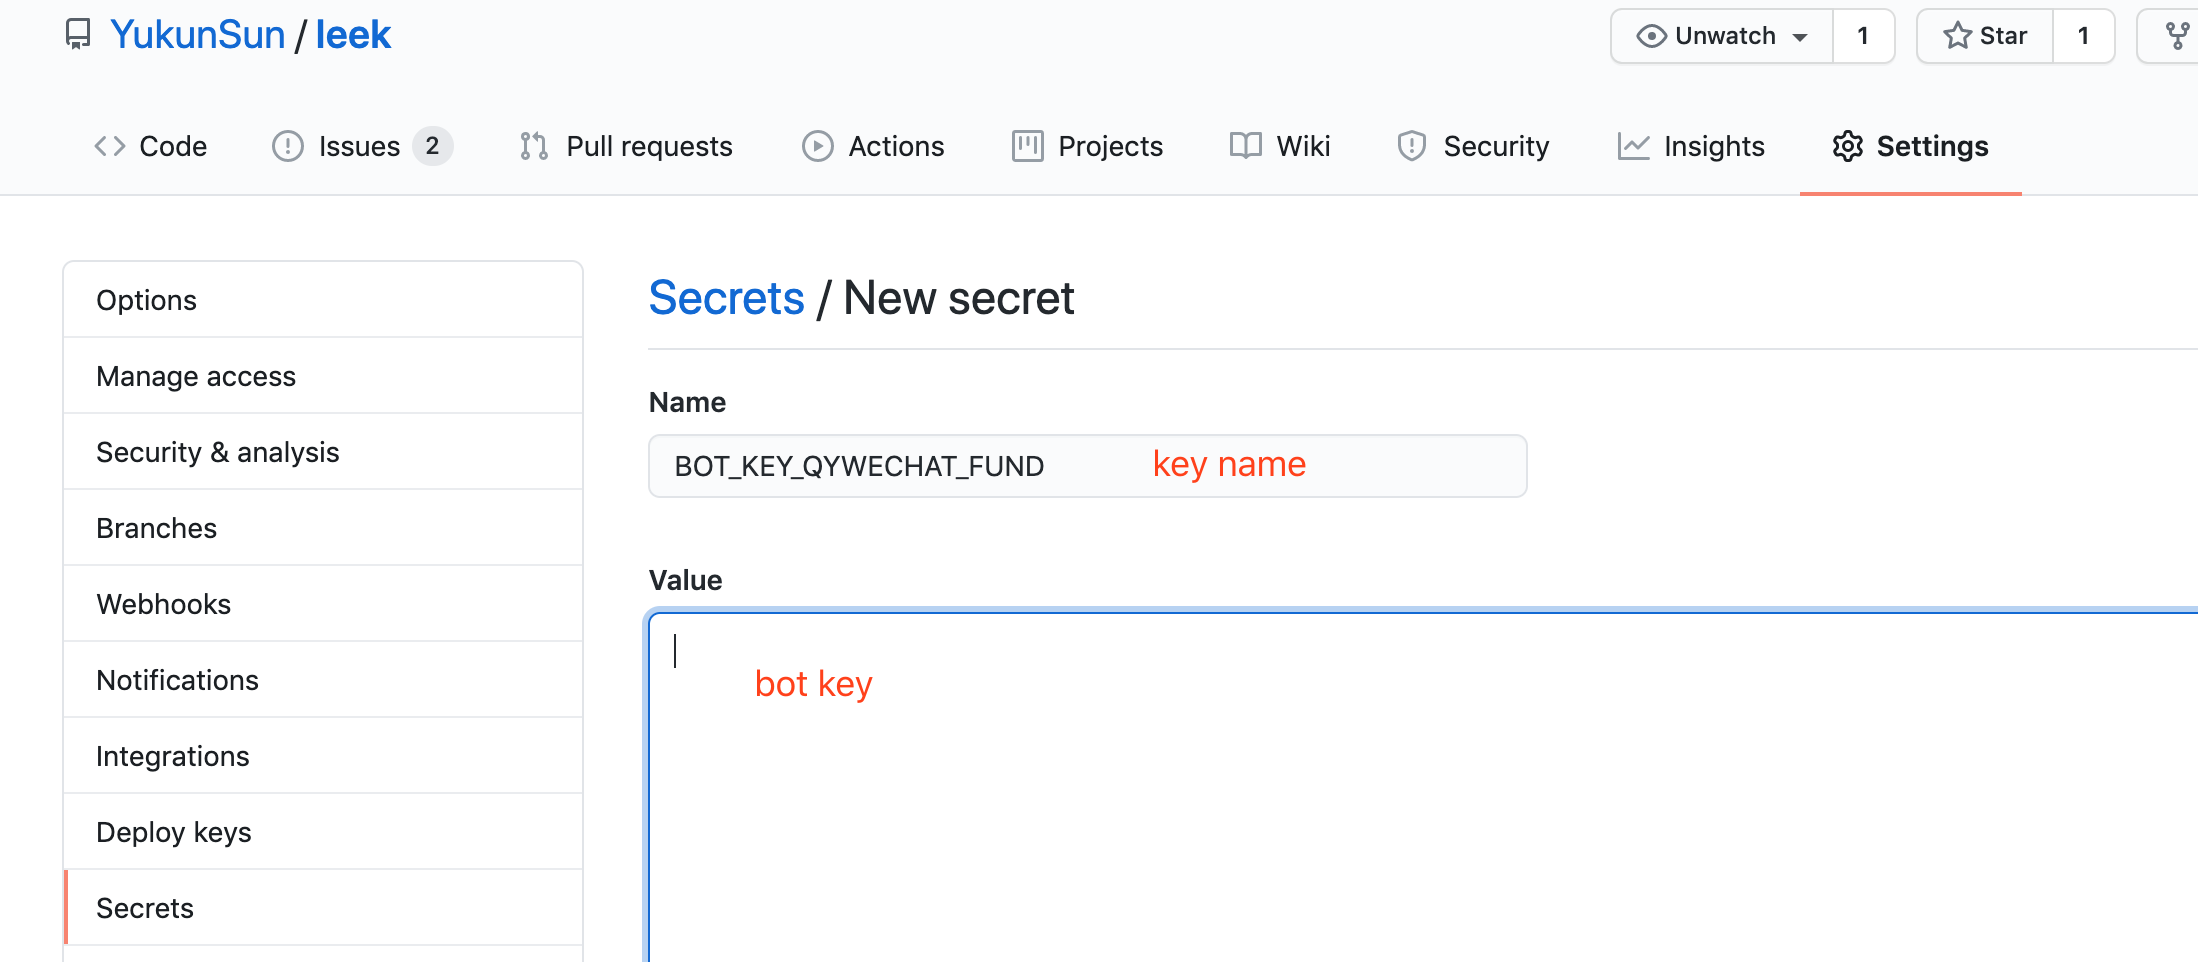 YukunSun / leek
Unwatch 1 Star 1
Code Issues 2 Pull requests Actions Projects Wiki Security Insights Settings
Options
Manage access
Security & analysis
Branches
Webhooks
Notifications
Integrations
Deploy keys
Secrets
Secrets / New secret
Name
BOT_KEY_QYWECHAT_FUND key name
Value
bot key